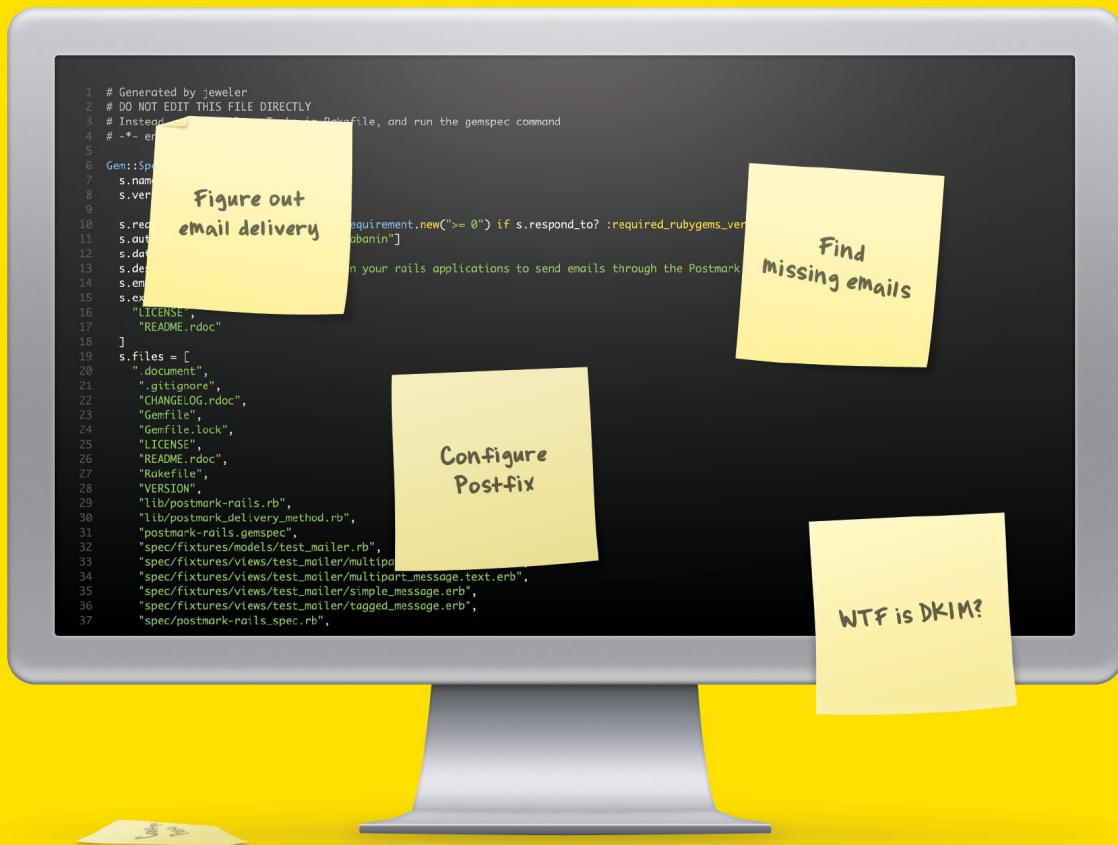 1 # Generated by jeweler
2 # DO NOT EDIT THIS FILE DIRECTLY
3 # Instead file, and run the gemspec command
4 # -*- en
5
6 Gem::Sp
7 s.nam
8 s.ver
9
10 s.req equirement.new(">= 0") if s.respond_to? :required_rubygems_ver
11 s.aut abanin"]
12 s.dat
13 s.des n your rails applications to send emails through the Postmark
14 s.em
15 s.ex
16 "LICENSE",
17 "README.rdoc"
18 ]
19 s.files = [
20 ".document",
21 ".gitignore",
22 "CHANGELOG.rdoc",
23 "Gemfile",
24 "Gemfile.lock",
25 "LICENSE",
26 "README.rdoc",
27 "Rakefile",
28 "VERSION",
29 "lib/postmark-rails.rb",
30 "lib/postmark_delivery_method.rb",
31 "postmark-rails.gemspec",
32 "spec/fixtures/models/test_mailer.rb",
33 "spec/fixtures/views/test_mailer/multipa
34 "spec/fixtures/views/test_mailer/multipart_message.text.erb",
35 "spec/fixtures/views/test_mailer/simple_message.erb",
36 "spec/fixtures/views/test_mailer/tagged_message.erb",
37 "spec/postmark-rails_spec.rb",
Figure out
email delivery
Find
missing emails
Configure
Postfix
WTF is DKIM?